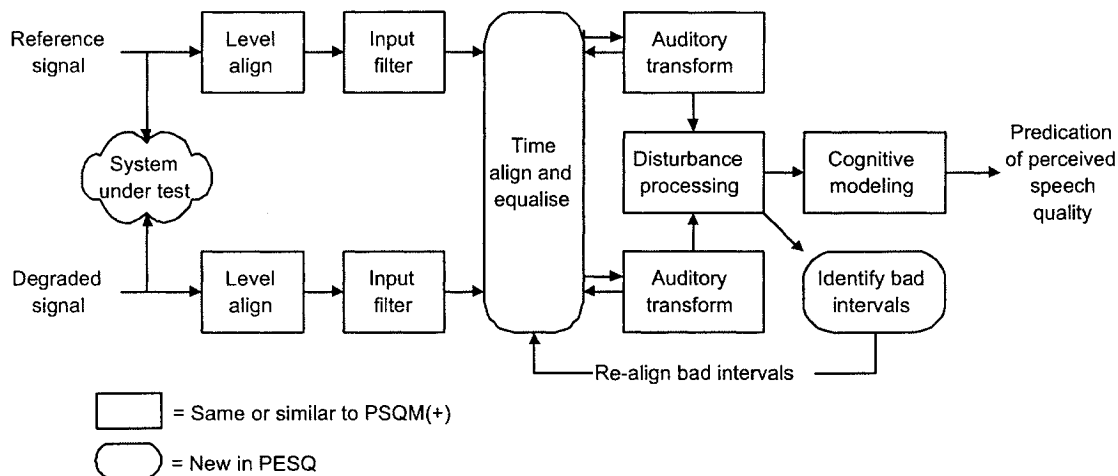 Reference
signal
Level
align
Input
filter
Auditory
transform
System
under test
Time
align and
equalise
Disturbance
processing
Cognitive
modeling
Predication
of perceived
speech
quality
Degraded
signal
Level
align
Input
filter
Auditory
transform
Identify bad
intervals
Re-align bad intervals
= Same or similar to PSQM(+)
= New in PESQ